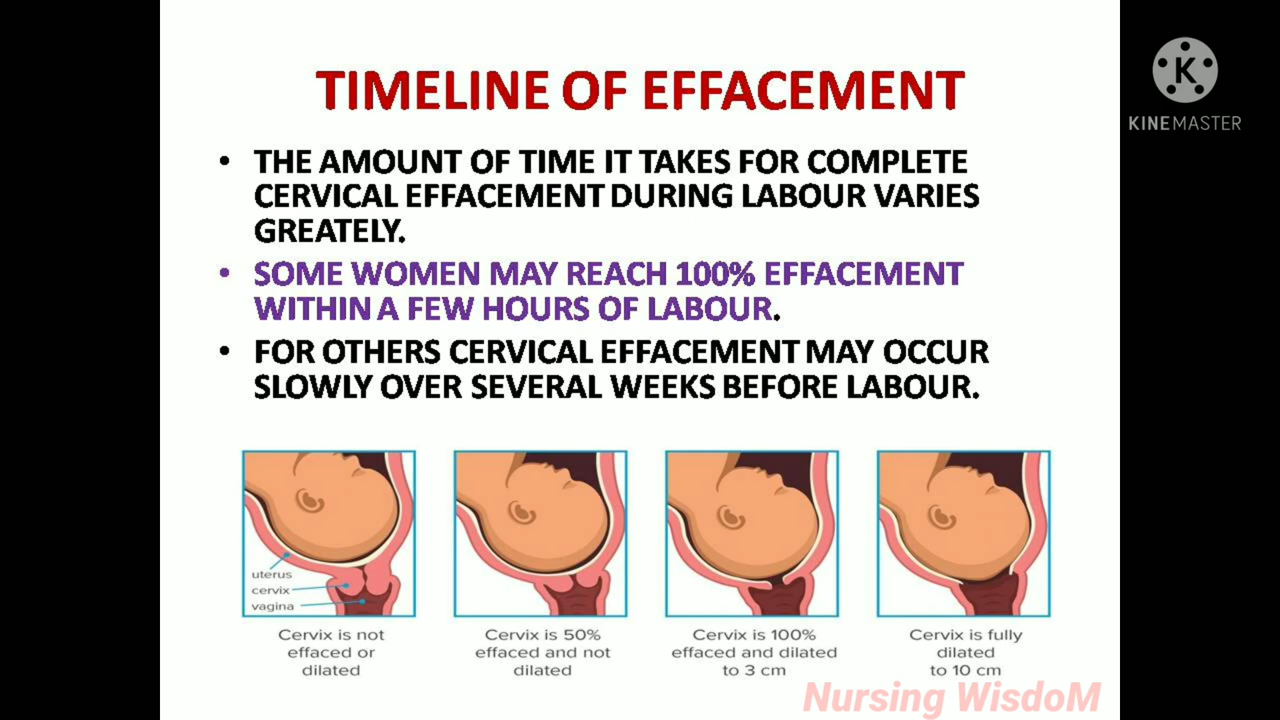 TIMELINE OF EFFACEMENT
K
KINEMASTER
• THE AMOUNT OF TIME IT TAKES FOR COMPLETE
CERVICAL EFFACEMENT DURING LABOUR VARIES
GREATELY.
• SOME WOMEN MAY REACH 100% EFFACEMENT
WITHIN A FEW HOURS OF LABOUR.
• FOR OTHERS CERVICAL EFFACEMENT MAY OCCUR
SLOWLY OVER SEVERAL WEEKS BEFORE LABOUR.
uterus
cervix
vagina
Cervix is not
effaced or
dilated
Cervix is 50%
effaced and not
dilated
Cervix is 100%
effaced and dilated
to 3 cm
Cervix is fully
dilated
to 10 cm
Nursing WisdoM